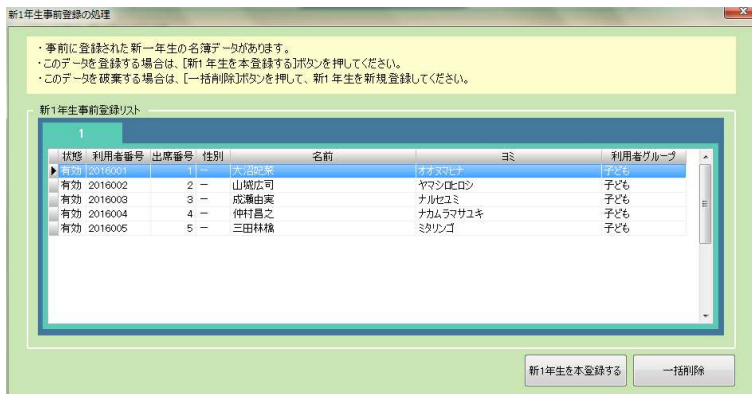 新1年生事前登録の処理
・事前に登録された新一年生の名簿データがあります。
・このデータを登録する場合は、[新1年生を本登録する]ボタンを押してください。
・このデータを破棄する場合は、[一括削除]ボタンを押して、新1年生を新規登録してください。
新1年生事前登録リスト
1
状態 利用者番号 出席番号 性別 名前 ヨミ 利用者グループ
有効 2016001 1 － 大沼妃菜 オオヌマヒナ 子ども
有効 2016002 2 － 山城広司 ヤマシロヒロシ 子ども
有効 2016003 3 － 成瀬由実 ナルセユミ 子ども
有効 2016004 4 － 仲村昌之 ナカムラマサユキ 子ども
有効 2016005 5 － 三田林檎 ミタリンゴ 子ども
新1年生を本登録する 一括削除